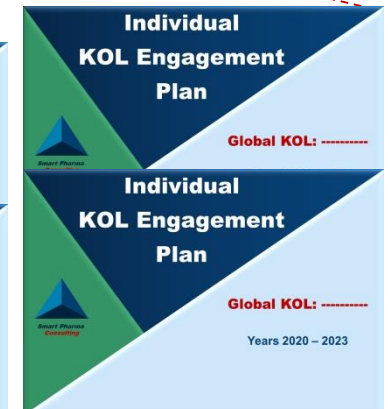 Individual
KOL Engagement
Plan
Global KOL: ----------
Smart Pharma
Individual
KOL Engagement
Plan
Smart Pharma
Consulting
Global KOL: ----------
Years 2020 – 2023